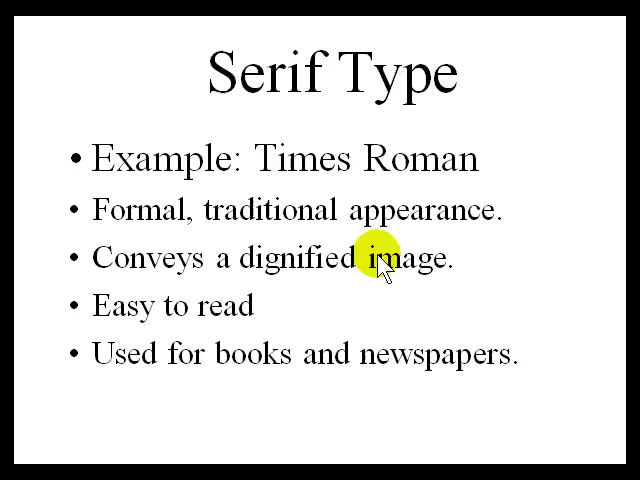 Serif Type
• Example: Times Roman
• Formal, traditional appearance.
• Conveys a dignified image.
• Easy to read
• Used for books and newspapers.